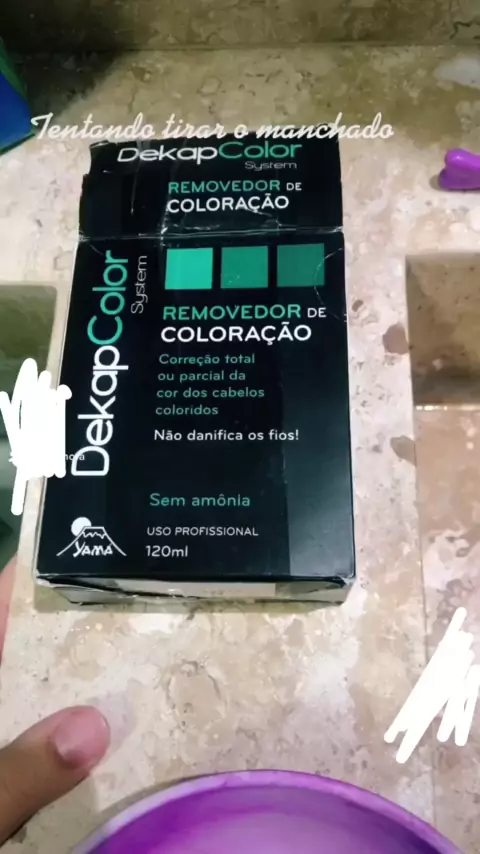 Tentando tirar o manchado
DekapColor
System
REMOVEDOR DE
COLORAÇÃO
DekapColor
System
REMOVEDOR DE
COLORAÇÃO
Correção total
ou parcial da
cor dos cabelos
coloridos
Não danifica os fios!
Sem amônia
YAMÁ
USO PROFISSIONAL
120ml